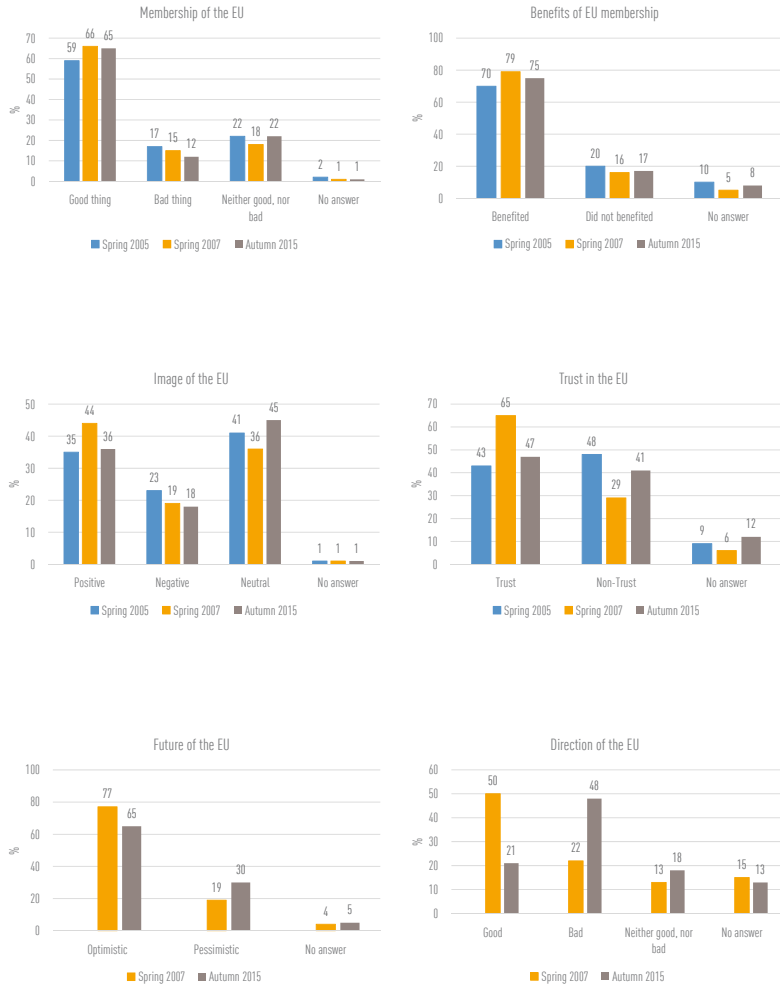 Membership of the EU
70
60
50
40
30
20
10
0
%
59 66 65
17 15 12
22 18 22
2 1 1
Good thing
Bad thing
Neither good, nor
bad
No answer
Spring 2005 Spring 2007 Autumn 2015
Benefits of EU membership
100
80
60
40
20
0
%
70 79 75
20 16 17
10 5 8
Benefited
Did not benefited
No answer
Spring 2005 Spring 2007 Autumn 2015
Image of the EU
50
40
30
20
10
0
%
35 44 36
23 19 18
41 36 45
1 1 1
Positive
Negative
Neutral
No answer
Spring 2005 Spring 2007 Autumn 2015
Trust in the EU
70
60
50
40
30
20
10
0
%
43 65 47
48 29 41
9 6 12
Trust
Non-Trust
No answer
Spring 2005 Spring 2007 Autumn 2015
Future of the EU
100
80
60
40
20
0
%
77 65
19 30
4 5
Optimistic
Pessimistic
No answer
Spring 2007 Autumn 2015
Direction of the EU
60
50
40
30
20
10
0
%
50 21
22 48
13 18
15 13
Good
Bad
Neither good, nor
bad
No answer
Spring 2007 Autumn 2015